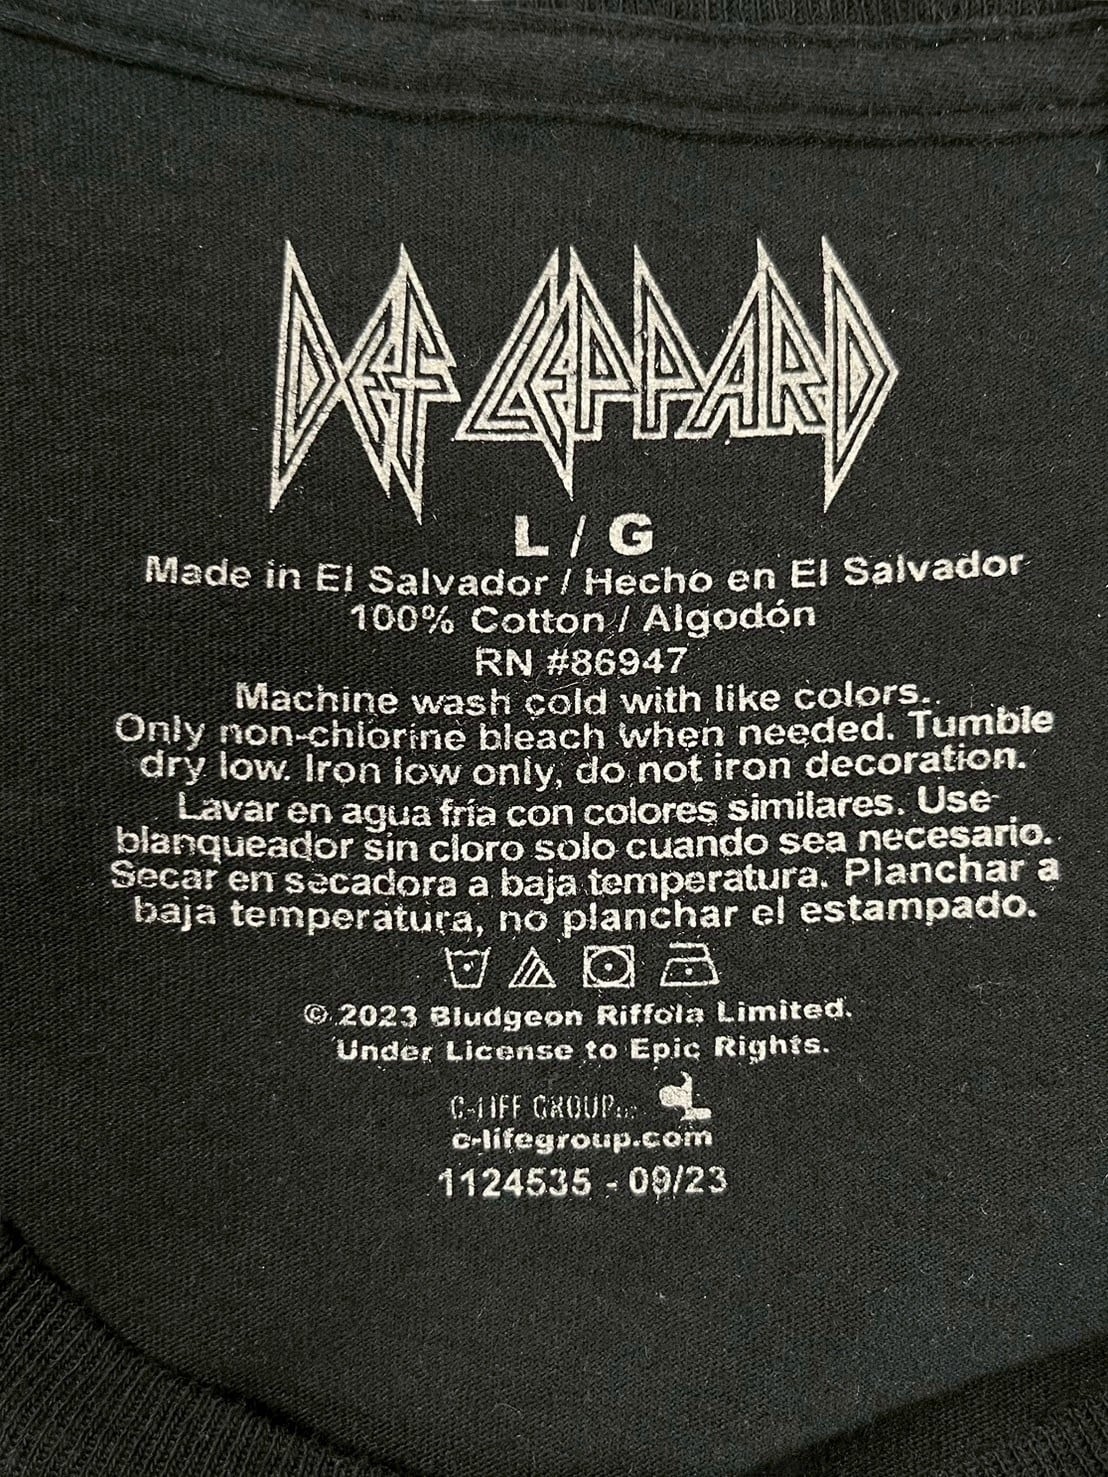 DEF LEPPARD
L / G
Made in El Salvador / Hecho en El Salvador
100% Cotton / Algodón
RN #86947
Machine wash cold with like colors.
Only non-chlorine bleach when needed. Tumble
dry low. Iron low only, do not iron decoration.
Lavar en agua fría con colores similares. Use
blanqueador sin cloro solo cuando sea necesario.
Secar en secadora a baja temperatura. Planchar a
baja temperatura, no planchar el estampado.
© 2023 Bludgeon Riffola Limited.
Under License to Epic Rights.
C-LIFE GROUP
c-lifegroup.com
1124535 - 09/23